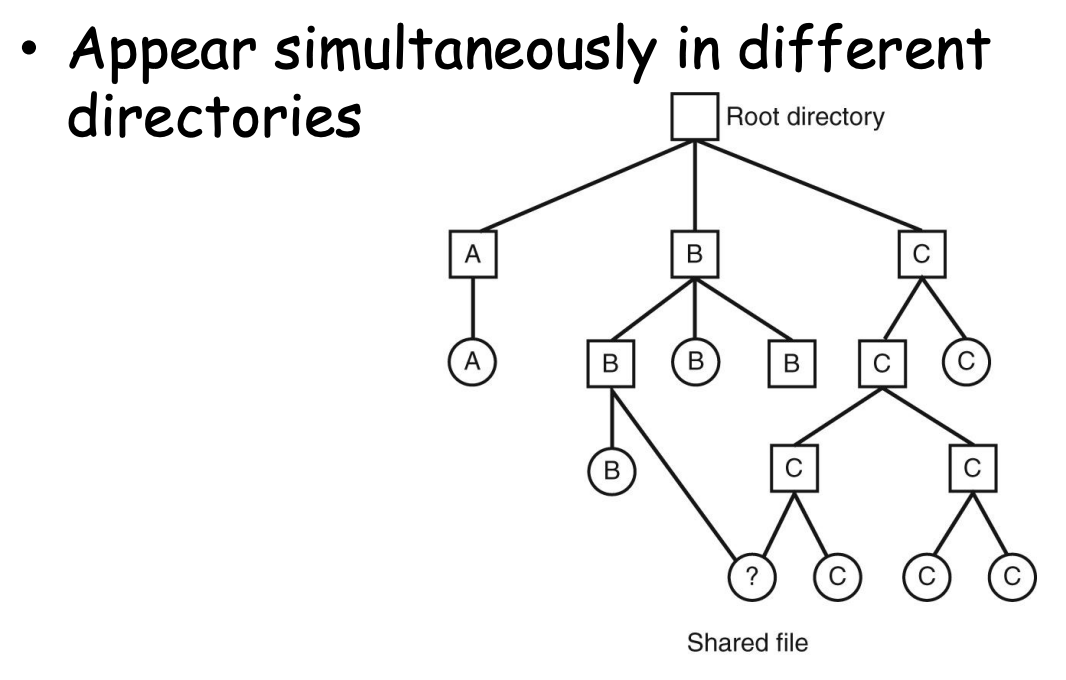 • Appear simultaneously in different
directories
Root directory
A B C
A B B B C C
B C C
? C C C
Shared file